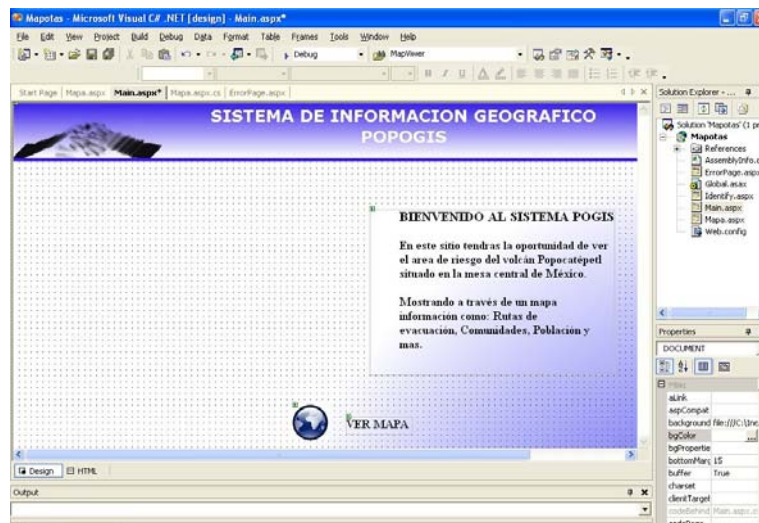 Mapotas - Microsoft Visual C# .NET [design] - Main.aspx*
File Edit View Project Build Debug Data Format Table Frames Tools Window Help
Debug MapViewer
Start Page Mapa.aspx Main.aspx* Mapa.aspx.cs ErrorPage.aspx
SISTEMA DE INFORMACION GEOGRAFICO
POPOGIS
BIENVENIDO AL SISTEMA POGIS
En este sitio tendras la oportunidad de ver
el area de riesgo del volcán Popocatépetl
situado en la mesa central de México.
Mostrando a través de un mapa
información como: Rutas de
evacuación, Comunidades, Población y
mas.
VER MAPA
Design HTML
Output
Solution Explorer - ...
Solution 'Mapotas' (1 pr
Mapotas
References
AssemblyInfo.c
ErrorPage.aspx
Global.asax
Identify.aspx
Main.aspx
Mapa.aspx
Web.config
Properties
DOCUMENT
Misc
aLink
aspCompat
background file:///C:\Ine
bgColor ...
bgPropertie
bottomMarg 15
buffer True
charset
clientTarget
codeBehind Main.aspx.c
codePage